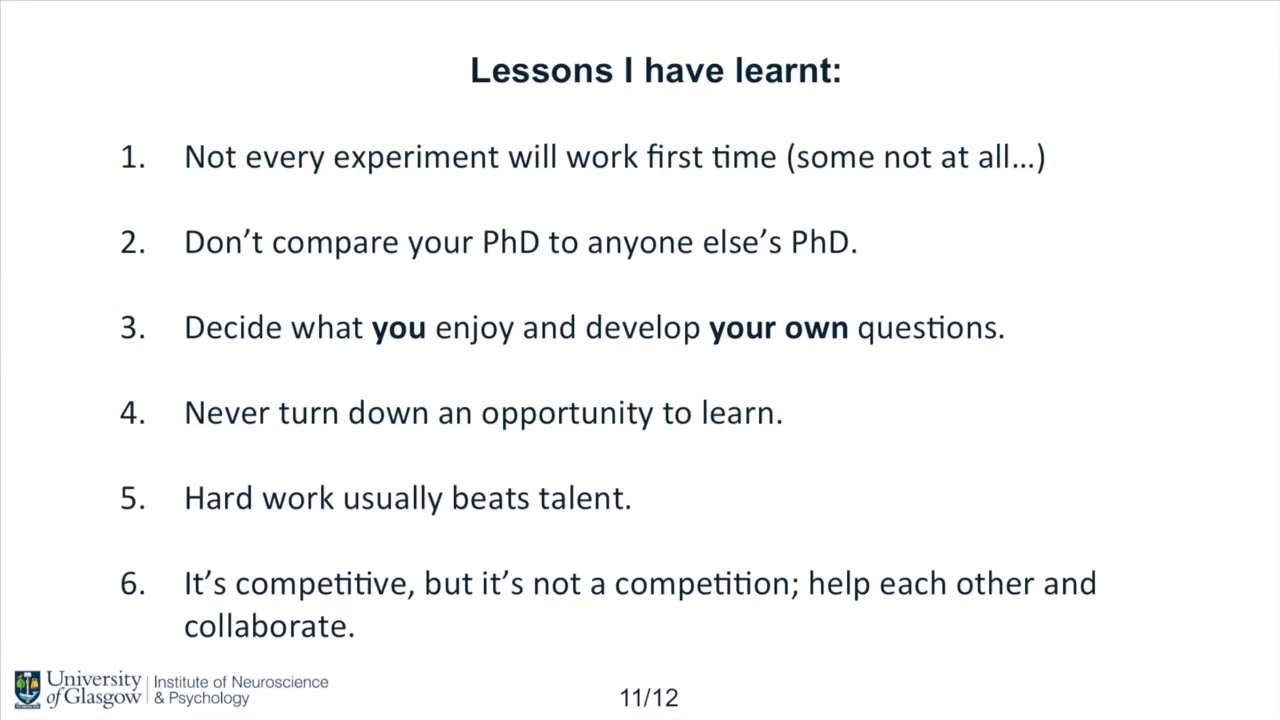 Lessons I have learnt:
1. Not every experiment will work first time (some not at all…)
2. Don’t compare your PhD to anyone else’s PhD.
3. Decide what you enjoy and develop your own questions.
4. Never turn down an opportunity to learn.
5. Hard work usually beats talent.
6. It’s competitive, but it’s not a competition; help each other and
collaborate.
University
of Glasgow
Institute of Neuroscience
& Psychology
11/12